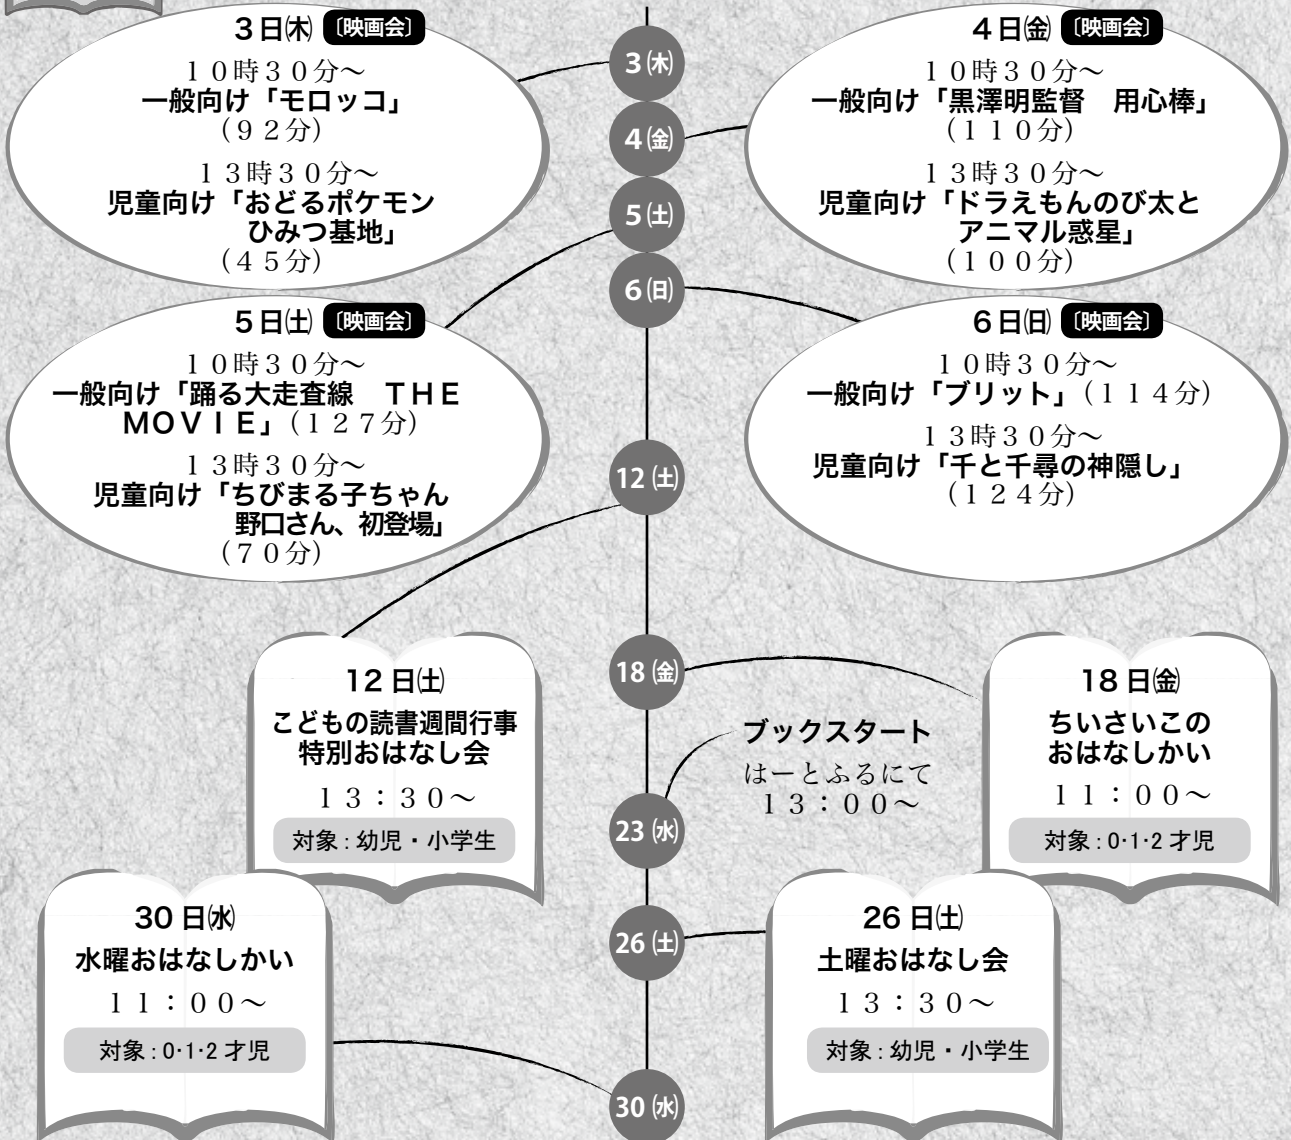 3日㈭ 〔映画会〕
１０時３０分～
一般向け「モロッコ」
（９２分）
１３時３０分～
児童向け「おどるポケモン
ひみつ基地」
（４５分）
4日㈮ 〔映画会〕
１０時３０分～
一般向け「黒澤明監督　用心棒」
（１１０分）
１３時３０分～
児童向け「ドラえもんのび太と
アニマル惑星」
（１００分）
5日㈯ 〔映画会〕
１０時３０分～
一般向け「踊る大走査線　ＴＨＥ
ＭＯＶＩＥ」（１２７分）
１３時３０分～
児童向け「ちびまる子ちゃん
野口さん、初登場」
（７０分）
6日㈰ 〔映画会〕
１０時３０分～
一般向け「ブリット」（１１４分）
１３時３０分～
児童向け「千と千尋の神隠し」
（１２４分）
3㈭
4㈮
5㈯
6㈰
12㈯
18㈮
23㈬
26㈯
30㈬
12日㈯
こどもの読書週間行事
特別おはなし会
１３：３０～
対象：幼児・小学生
ブックスタート
はーとふるにて
１３：００～
18日㈮
ちいさいこの
おはなしかい
１１：００～
対象：0･1･2才児
30日㈬
水曜おはなしかい
１１：００～
対象：0･1･2才児
26日㈯
土曜おはなし会
１３：３０～
対象：幼児・小学生